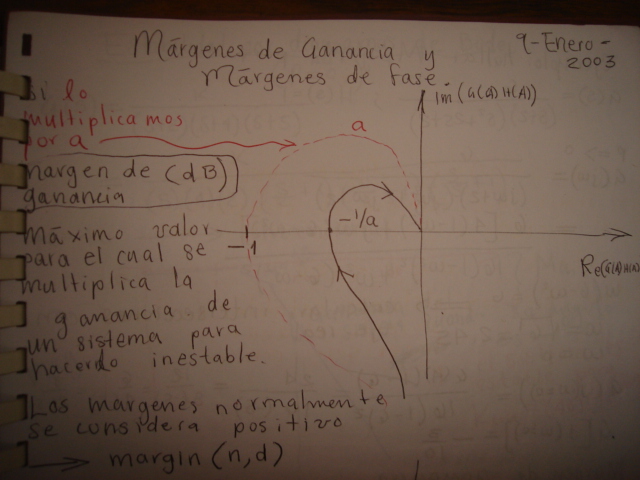 Márgenes de Ganancia y
Márgenes de fase
9-Enero-
2003
Si lo
multiplicamos
por a
Margen de (dB)
ganancia
Máximo valor
para el cual se
multiplica la
ganancia de
un sistema para
hacerlo inestable.
Los margenes normalmente
se considera positivo
margin (n,d)
Im (G(s) H(s))
a
-1/a
-1
Re(G(s) H(s))